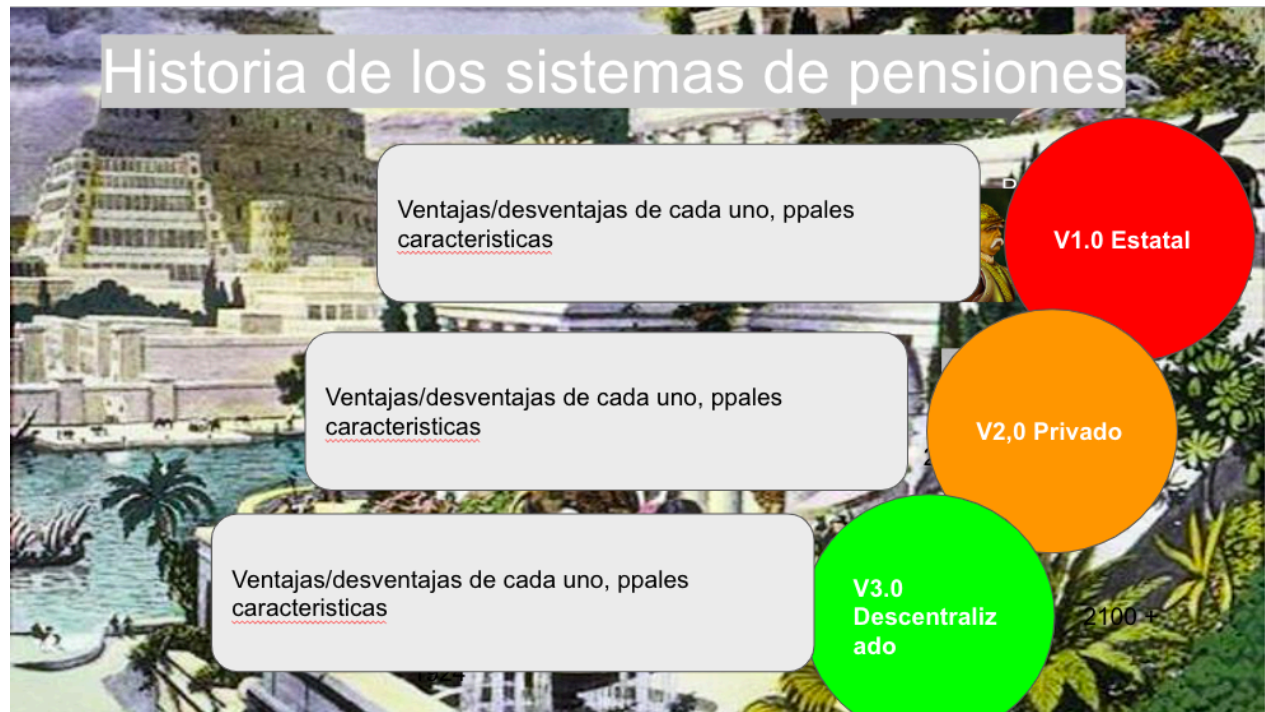 Historia de los sistemas de pensiones
Ventajas/desventajas de cada uno, ppales
caracteristicas
V1.0 Estatal
Ventajas/desventajas de cada uno, ppales
caracteristicas
V2,0 Privado
Ventajas/desventajas de cada uno, ppales
caracteristicas
V3.0
Descentraliz
ado
2100 +